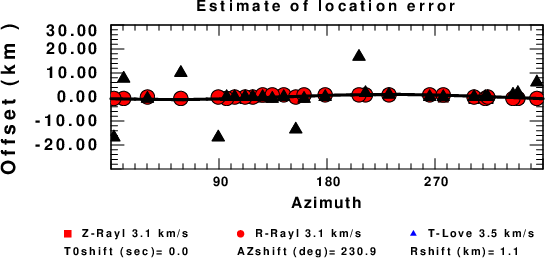 Estimate of location error
Offset (km)
30.00
20.00
10.00
0.00
-10.00
-20.00
90 180 270
Azimuth
Z-Rayl 3.1 km/s R-Rayl 3.1 km/s T-Love 3.5 km/s
T0shift (sec)= 0.0 AZshift (deg)= 230.9 Rshift (km)= 1.1